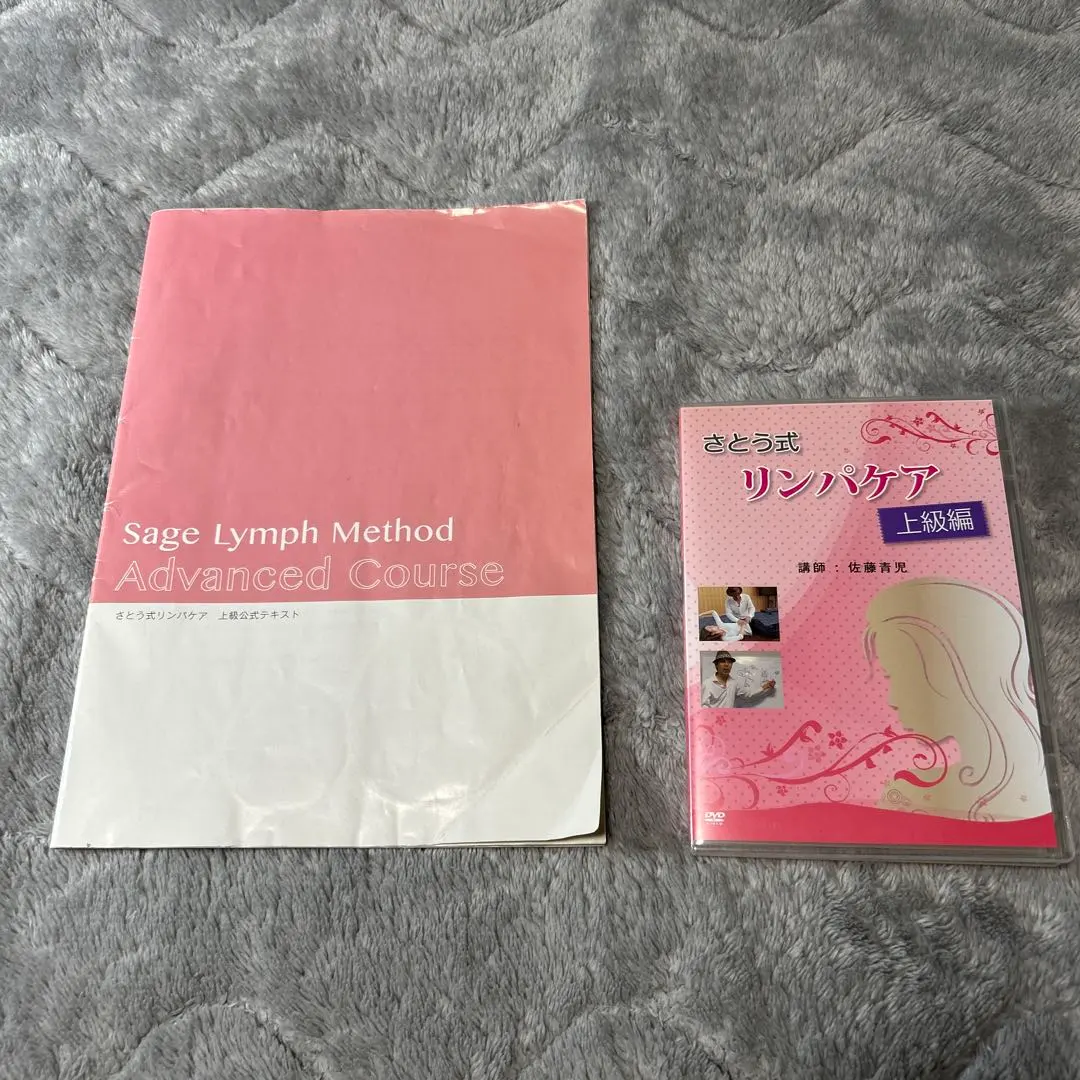 Sage Lymph Method
Advanced Course
さとう式リンパケア 上級公式テキスト
さとう式
リンパケア
上級編
講師 : 佐藤青児
DVD